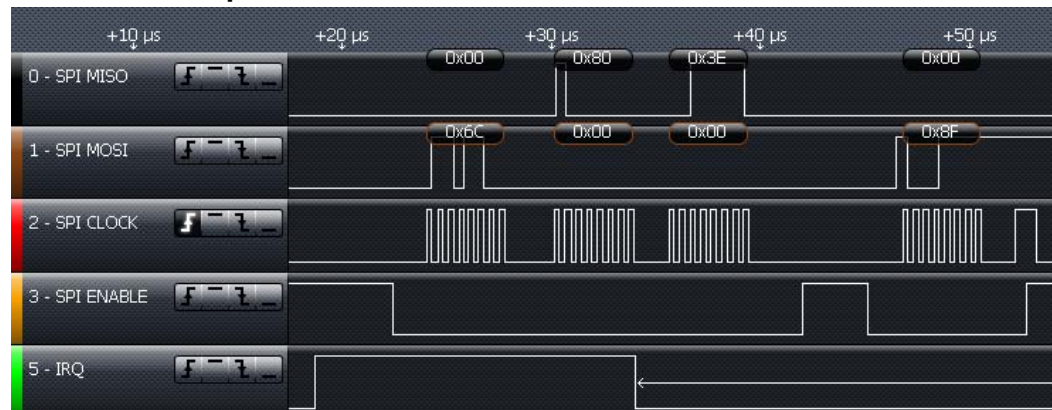 +10 µs +20 µs +30 µs +40 µs +50 µs
0 - SPI MISO 0x00 0x80 0x3E 0x00
1 - SPI MOSI 0x6C 0x00 0x00 0x8F
2 - SPI CLOCK
3 - SPI ENABLE
5 - IRQ